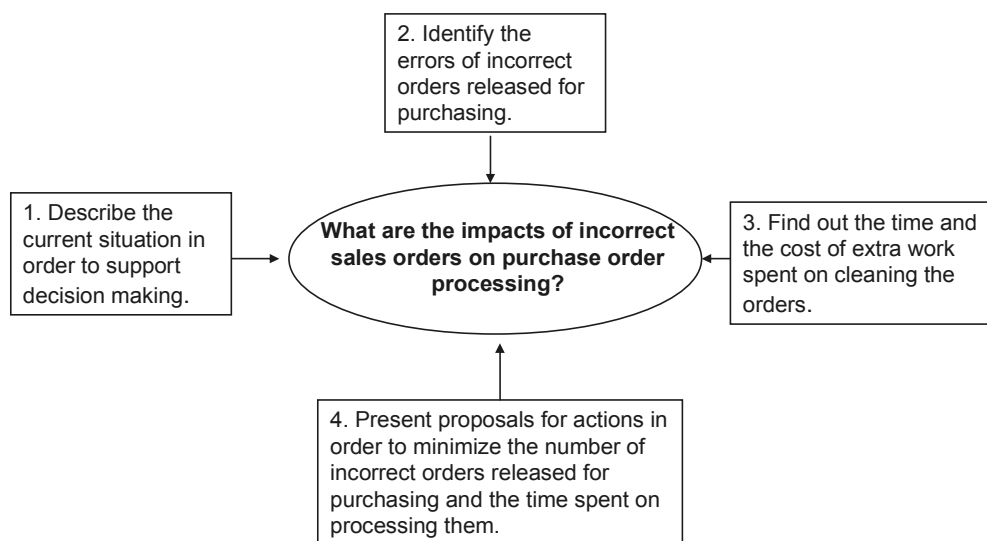 2. Identify the
errors of incorrect
orders released for
purchasing.
1. Describe the
current situation in
order to support
decision making.
What are the impacts of incorrect
sales orders on purchase order
processing?
3. Find out the time and
the cost of extra work
spent on cleaning the
orders.
4. Present proposals for actions in
order to minimize the number of
incorrect orders released for
purchasing and the time spent on
processing them.